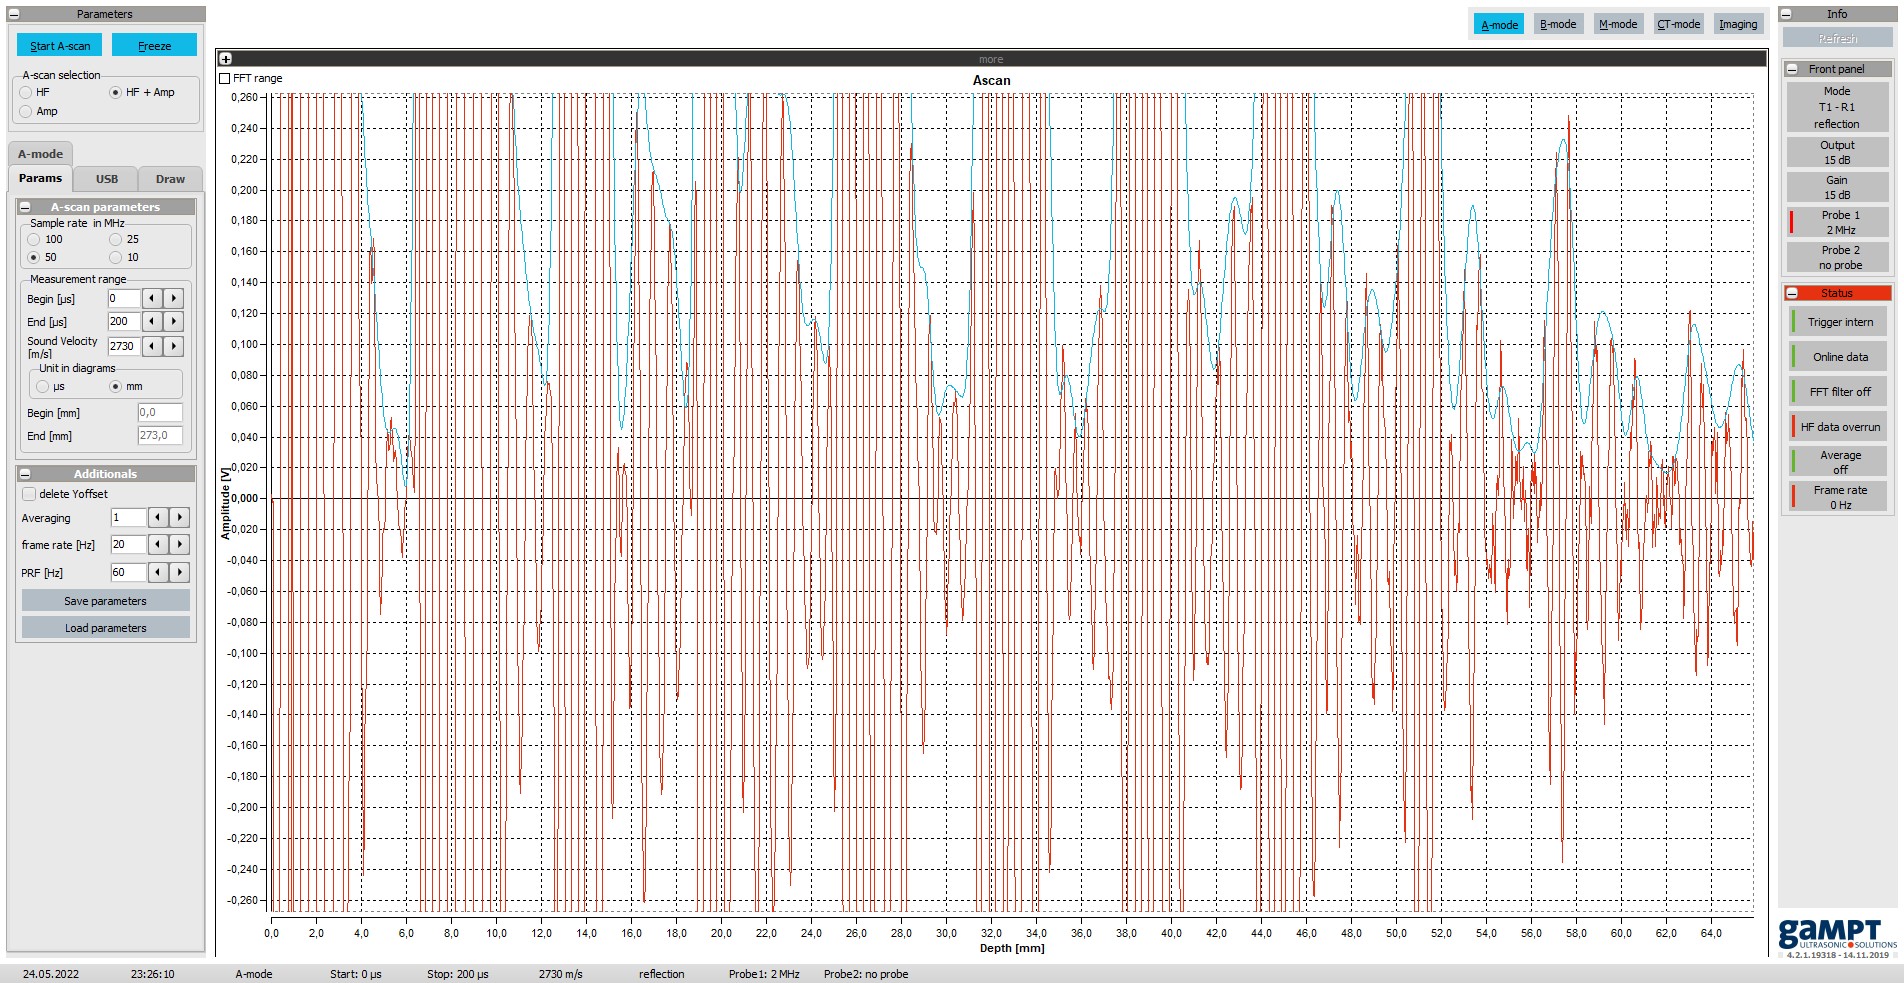 Parameters
Start A-scan
Freeze
A-scan selection
HF
HF + Amp
Amp
A-mode
Params
USB
Draw
A-scan parameters
Sample rate in MHz
100
25
50
10
Measurement range
Begin [µs]
0
End [µs]
200
Sound Velocity
[m/s]
2730
Unit in diagrams
µs
mm
Begin [mm]
0,0
End [mm]
273,0
Additionals
delete Yoffset
Averaging
1
frame rate [Hz]
20
PRF [Hz]
60
Save parameters
Load parameters
A-mode
B-mode
M-mode
CT-mode
Imaging
more
FFT range
Ascan
0,260
0,240
0,220
0,200
0,180
0,160
0,140
0,120
0,100
0,080
0,060
0,040
0,020
0,000
-0,020
-0,040
-0,060
-0,080
-0,100
-0,120
-0,140
-0,160
-0,180
-0,200
-0,220
-0,240
-0,260
Amplitude [V]
0,0 2,0 4,0 6,0 8,0 10,0 12,0 14,0 16,0 18,0 20,0 22,0 24,0 26,0 28,0 30,0 32,0 34,0 36,0 38,0 40,0 42,0 44,0 46,0 48,0 50,0 52,0 54,0 56,0 58,0 60,0 62,0 64,0
Depth [mm]
Info
Refresh
Front panel
Mode
T1 - R1
reflection
Output
15 dB
Gain
15 dB
Probe 1
2 MHz
Probe 2
no probe
Status
Trigger intern
Online data
FFT filter off
HF data overrun
Average
off
Frame rate
0 Hz
gAMPT
ULTRASONIC SOLUTIONS
4.2.1.19318 - 14.11.2019
24.05.2022 23:26:10 A-mode Start: 0 µs Stop: 200 µs 2730 m/s reflection Probe1: 2 MHz Probe2: no probe